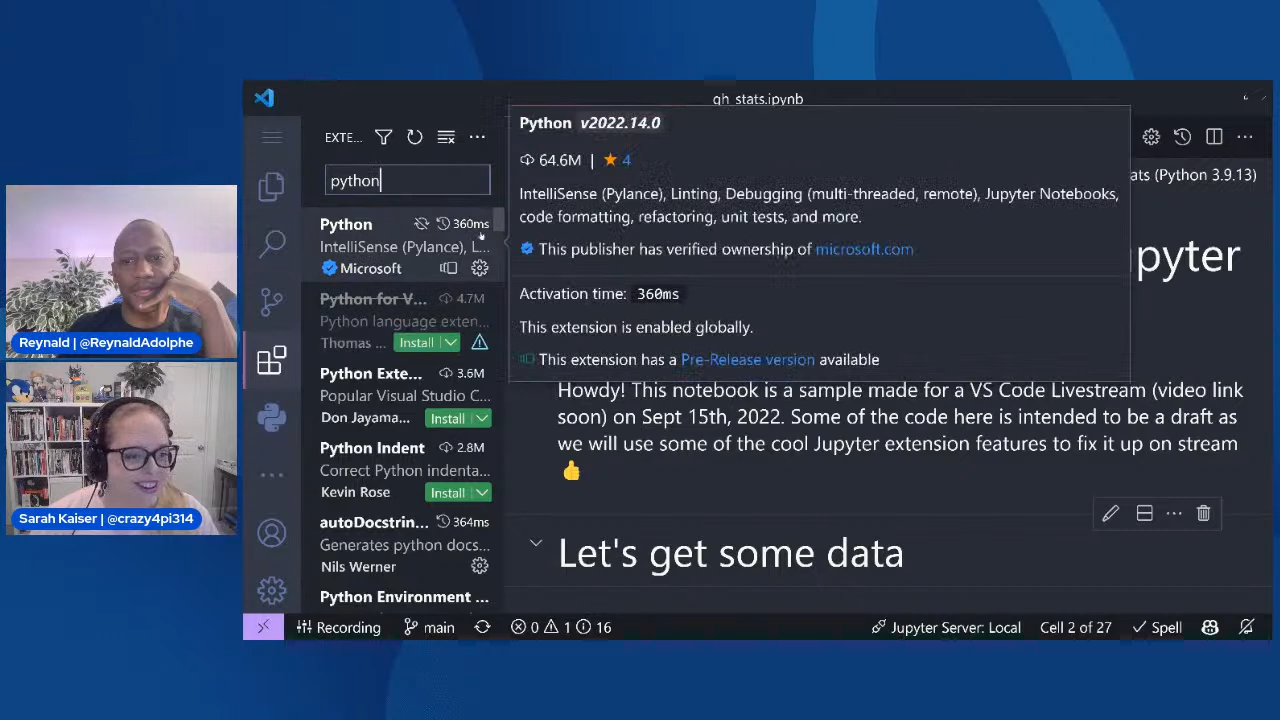 gh_stats.ipynb
EXTE...
python
Python 360ms
IntelliSense (Pylance), L...
Microsoft
Python for V... 4.7M
Python language exten...
Thomas ... Install
Python Exte... 3.6M
Popular Visual Studio C...
Don Jayama... Install
Python Indent 2.8M
Correct Python indenta...
Kevin Rose Install
autoDocstrin... 364ms
Generates python docs...
Nils Werner
Python Environment ...
Python v2022.14.0
64.6M | ★ 4
IntelliSense (Pylance), Linting, Debugging (multi-threaded, remote), Jupyter Notebooks,
code formatting, refactoring, unit tests, and more.
This publisher has verified ownership of microsoft.com
Activation time: 360ms
This extension is enabled globally.
This extension has a Pre-Release version available
ats (Python 3.9.13)
pyter
Howdy! This notebook is a sample made for a VS Code Livestream (video link
soon) on Sept 15th, 2022. Some of the code here is intended to be a draft as
we will use some of the cool Jupyter extension features to fix it up on stream
👍
Let's get some data
Reynald | @ReynaldAdolphe
Sarah Kaiser | @crazy4pi314
Recording main 0 1 16 Jupyter Server: Local Cell 2 of 27 Spell